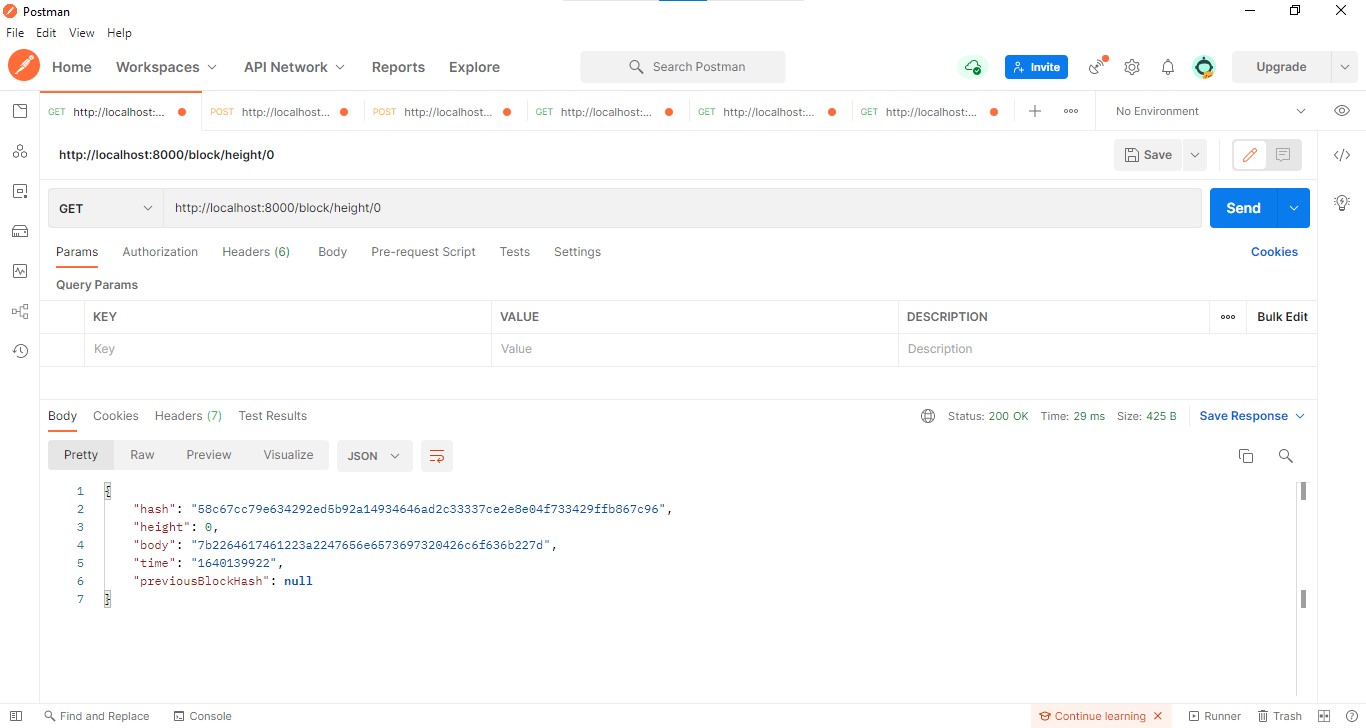 Postman
File Edit View Help
Home Workspaces API Network Reports Explore Search Postman Invite Upgrade
GET http://localhost:... POST http://localhost... POST http://localhost... GET http://localhost:... GET http://localhost:... GET http://localhost:... No Environment
http://localhost:8000/block/height/0 Save
GET http://localhost:8000/block/height/0 Send
Params Authorization Headers (6) Body Pre-request Script Tests Settings Cookies
Query Params
KEY VALUE DESCRIPTION Bulk Edit
Key Value Description
Body Cookies Headers (7) Test Results Status: 200 OK Time: 29 ms Size: 425 B Save Response
Pretty Raw Preview Visualize JSON
1 {
2 "hash": "58c67cc79e634292ed5b92a14934646ad2c33337ce2e8e04f733429ffb867c96",
3 "height": 0,
4 "body": "7b2264617461223a2247656e6573697320426c6f636b227d",
5 "time": "1640139922",
6 "previousBlockHash": null
7 }
Find and Replace Console Continue learning Runner Trash